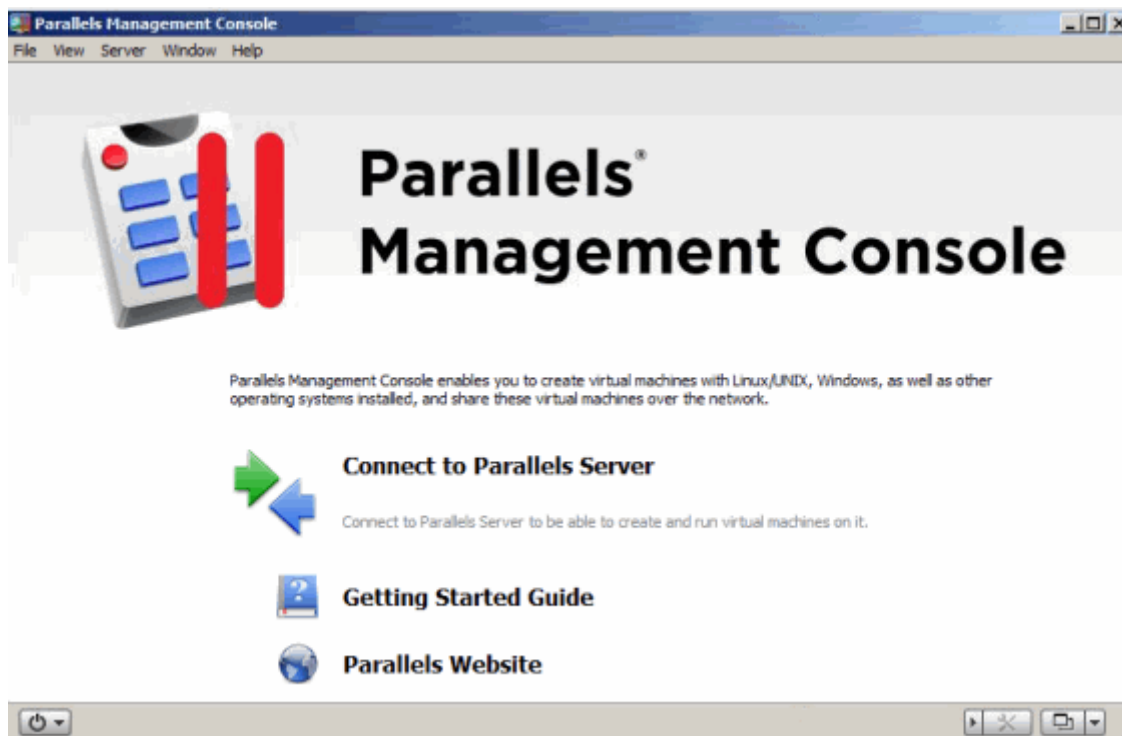 Parallels Management Console
File View Server Window Help
Parallels®
Management Console
Parallels Management Console enables you to create virtual machines with Linux/UNIX, Windows, as well as other
operating systems installed, and share these virtual machines over the network.
Connect to Parallels Server
Connect to Parallels Server to be able to create and run virtual machines on it.
?
Getting Started Guide
Parallels Website